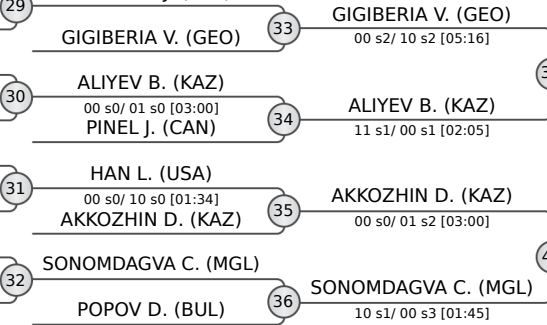 29
GIGIBERIA V. (GEO)
33
GIGIBERIA V. (GEO)
00 s2/ 10 s2 [05:16]
30
ALIYEV B. (KAZ)
00 s0/ 01 s0 [03:00]
PINEL J. (CAN)
34
ALIYEV B. (KAZ)
11 s1/ 00 s1 [02:05]
31
HAN L. (USA)
00 s0/ 10 s0 [01:34]
AKKOZHIN D. (KAZ)
35
AKKOZHIN D. (KAZ)
00 s0/ 01 s2 [03:00]
32
SONOMDAGVA C. (MGL)
POPOV D. (BUL)
36
SONOMDAGVA C. (MGL)
10 s1/ 00 s3 [01:45]